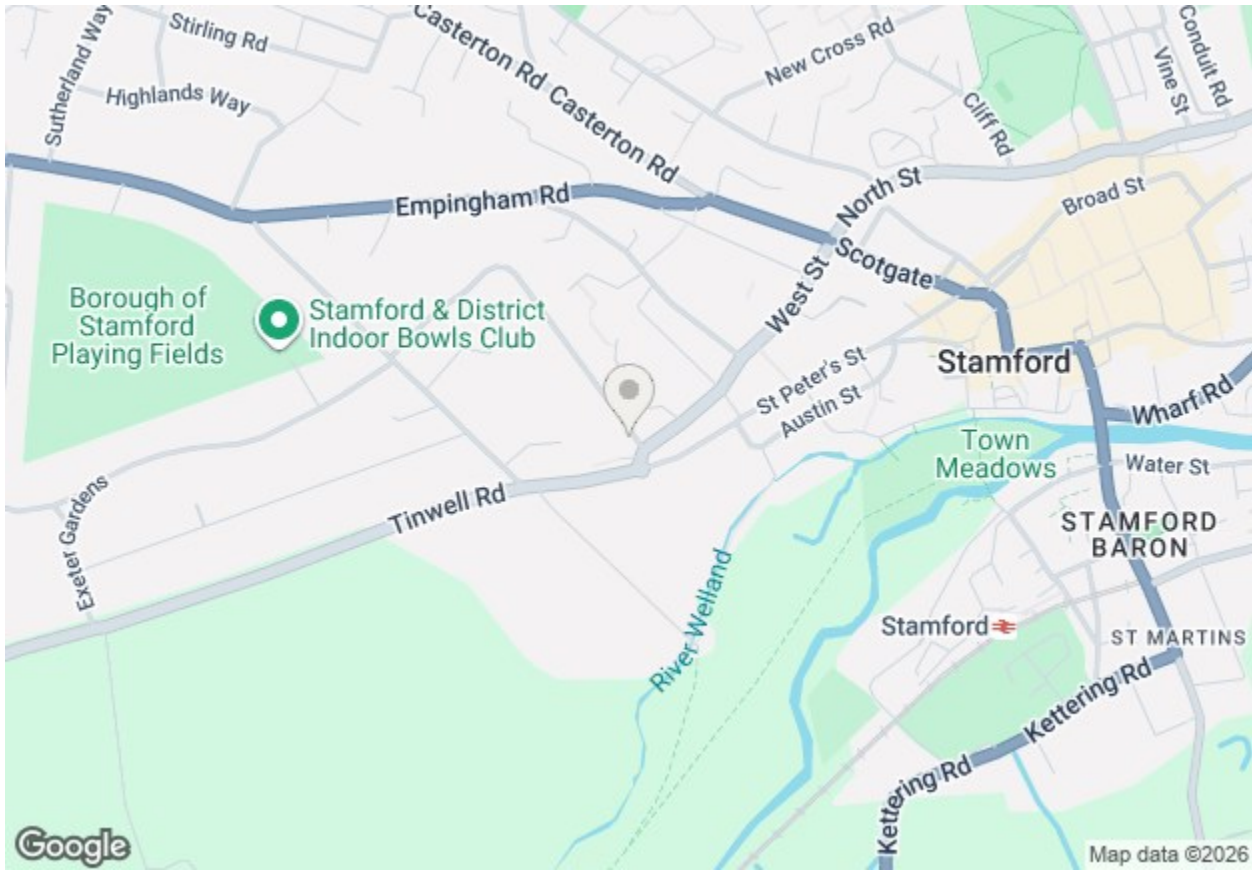 Stirling Rd
Sutherland Way
Highlands Way
Casterton Rd
Casterton Rd
New Cross Rd
Cliff Rd
Vine St
Conduit Rd
Empingham Rd
North St
Broad St
Scotgate
West St
Borough of
Stamford
Playing Fields
Stamford & District
Indoor Bowls Club
St Peter's St
Austin St
Stamford
Wharf Rd
Town
Meadows
Water St
Exeter Gardens
Tinwell Rd
STAMFORD
BARON
River Welland
Stamford
ST MARTINS
Kettering Rd
Kettering Rd
Kettering Rd
Google
Map data ©2026